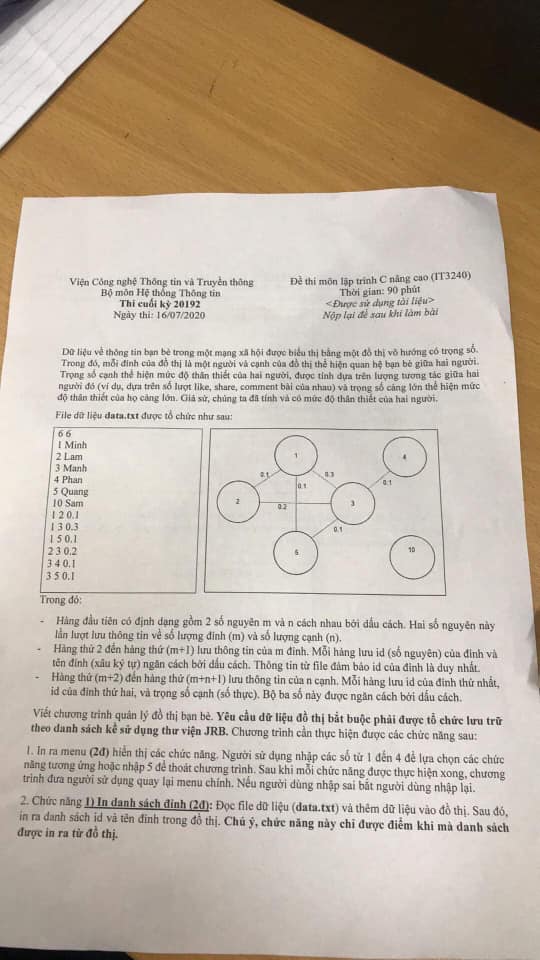 Viện Công nghệ Thông tin và Truyền thông
Bộ môn Hệ thống Thông tin
Thi cuối kỳ 20192
Ngày thi: 16/07/2020
Đề thi môn lập trình C nâng cao (IT3240)
Thời gian: 90 phút
<Được sử dụng tài liệu>
Nộp lại đề sau khi làm bài
Dữ liệu về thông tin bạn bè trong một mạng xã hội được biểu thị bằng một đồ thị vô hướng có trọng số.
Trong đó, mỗi đỉnh của đồ thị là một người và cạnh của đồ thị thể hiện quan hệ bạn bè giữa hai người.
Trọng số cạnh thể hiện mức độ thân thiết của hai người, được tính dựa trên lượng tương tác giữa hai
người đó (ví dụ, dựa trên số lượt like, share, comment bài của nhau) và trọng số càng lớn thể hiện mức
độ thân thiết của họ càng lớn. Giả sử, chúng ta đã tính và có mức độ thân thiết của hai người.
File dữ liệu data.txt được tổ chức như sau:
6 6
1 Minh
2 Lam
3 Manh
4 Phan
5 Quang
10 Sam
1 2 0.1
1 3 0.3
1 5 0.1
2 3 0.2
3 4 0.1
3 5 0.1
1
4
0.1
0.3
0.1
0.1
2
3
0.2
0.1
5
10
Trong đó:
- Hàng đầu tiên có định dạng gồm 2 số nguyên m và n cách nhau bởi dấu cách. Hai số nguyên này
lần lượt lưu thông tin về số lượng đỉnh (m) và số lượng cạnh (n).
- Hàng thứ 2 đến hàng thứ (m+1) lưu thông tin của m đỉnh. Mỗi hàng lưu id (số nguyên) của đỉnh và
tên đỉnh (xâu ký tự) ngăn cách bởi dấu cách. Thông tin từ file đảm bảo id của đỉnh là duy nhất.
- Hàng thứ (m+2) đến hàng thứ (m+n+1) lưu thông tin của n cạnh. Mỗi hàng lưu id của đỉnh thứ nhất,
id của đỉnh thứ hai, và trọng số cạnh (số thực). Bộ ba số này được ngăn cách bởi dấu cách.
Viết chương trình quản lý đồ thị bạn bè. Yêu cầu dữ liệu đồ thị bắt buộc phải được tổ chức lưu trữ
theo danh sách kề sử dụng thư viện JRB. Chương trình cần thực hiện được các chức năng sau:
1. In ra menu (2đ) hiển thị các chức năng. Người sử dụng nhập các số từ 1 đến 4 để lựa chọn các chức
năng tương ứng hoặc nhập 5 để thoát chương trình. Sau khi mỗi chức năng được thực hiện xong, chương
trình đưa người sử dụng quay lại menu chính. Nếu người dùng nhập sai bắt người dùng nhập lại.
2. Chức năng 1) In danh sách đỉnh (2đ): Đọc file dữ liệu (data.txt) và thêm dữ liệu vào đồ thị. Sau đó,
in ra danh sách id và tên đỉnh trong đồ thị. Chú ý, chức năng này chỉ được điểm khi mà danh sách
được in ra từ đồ thị.